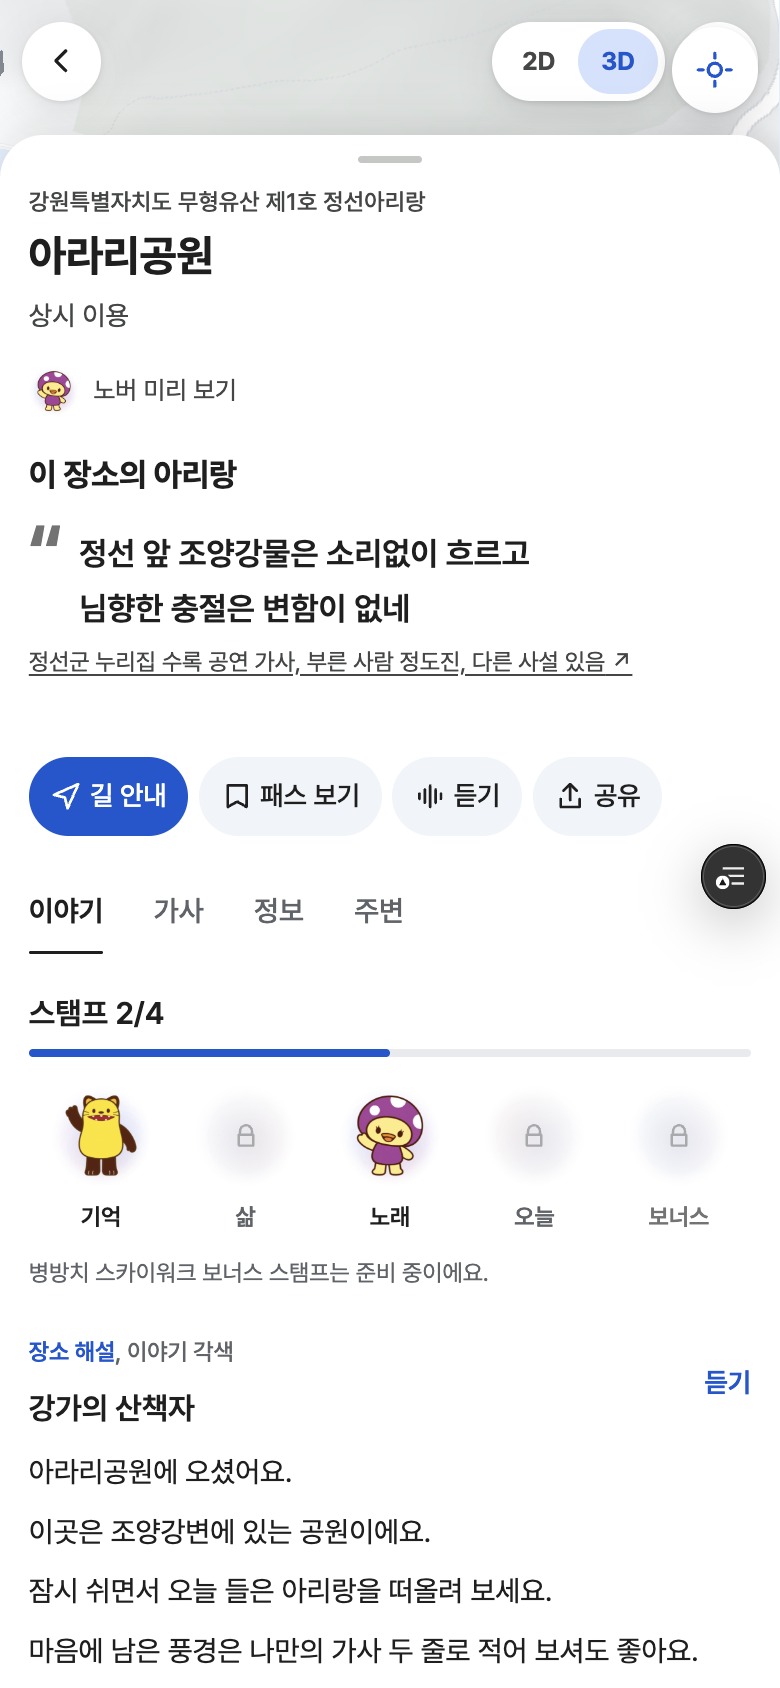 2D 3D
강원특별자치도 무형유산 제1호 정선아리랑
아라리공원
상시 이용
노버 미리 보기
이 장소의 아리랑
“ 정선 앞 조양강물은 소리없이 흐르고
님향한 충절은 변함이 없네
정선군 누리집 수록 공연 가사, 부른 사람 정도진, 다른 사설 있음 ↗
길 안내 패스 보기 듣기 공유
이야기 가사 정보 주변
스탬프 2/4
기억 삶 노래 오늘 보너스
병방치 스카이워크 보너스 스탬프는 준비 중이에요.
장소 해설, 이야기 각색
듣기
강가의 산책자
아라리공원에 오셨어요.
이곳은 조양강변에 있는 공원이에요.
잠시 쉬면서 오늘 들은 아리랑을 떠올려 보세요.
마음에 남은 풍경은 나만의 가사 두 줄로 적어 보셔도 좋아요.